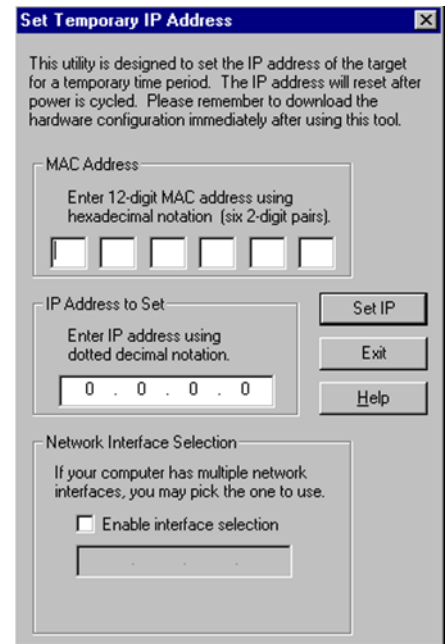 Set Temporary IP Address
This utility is designed to set the IP address of the target
for a temporary time period. The IP address will reset after
power is cycled. Please remember to download the
hardware configuration immediately after using this tool.
MAC Address
Enter 12-digit MAC address using
hexadecimal notation (six 2-digit pairs).
IP Address to Set
Enter IP address using
dotted decimal notation.
0 . 0 . 0 . 0
Set IP
Exit
Help
Network Interface Selection
If your computer has multiple network
interfaces, you may pick the one to use.
Enable interface selection
. . .